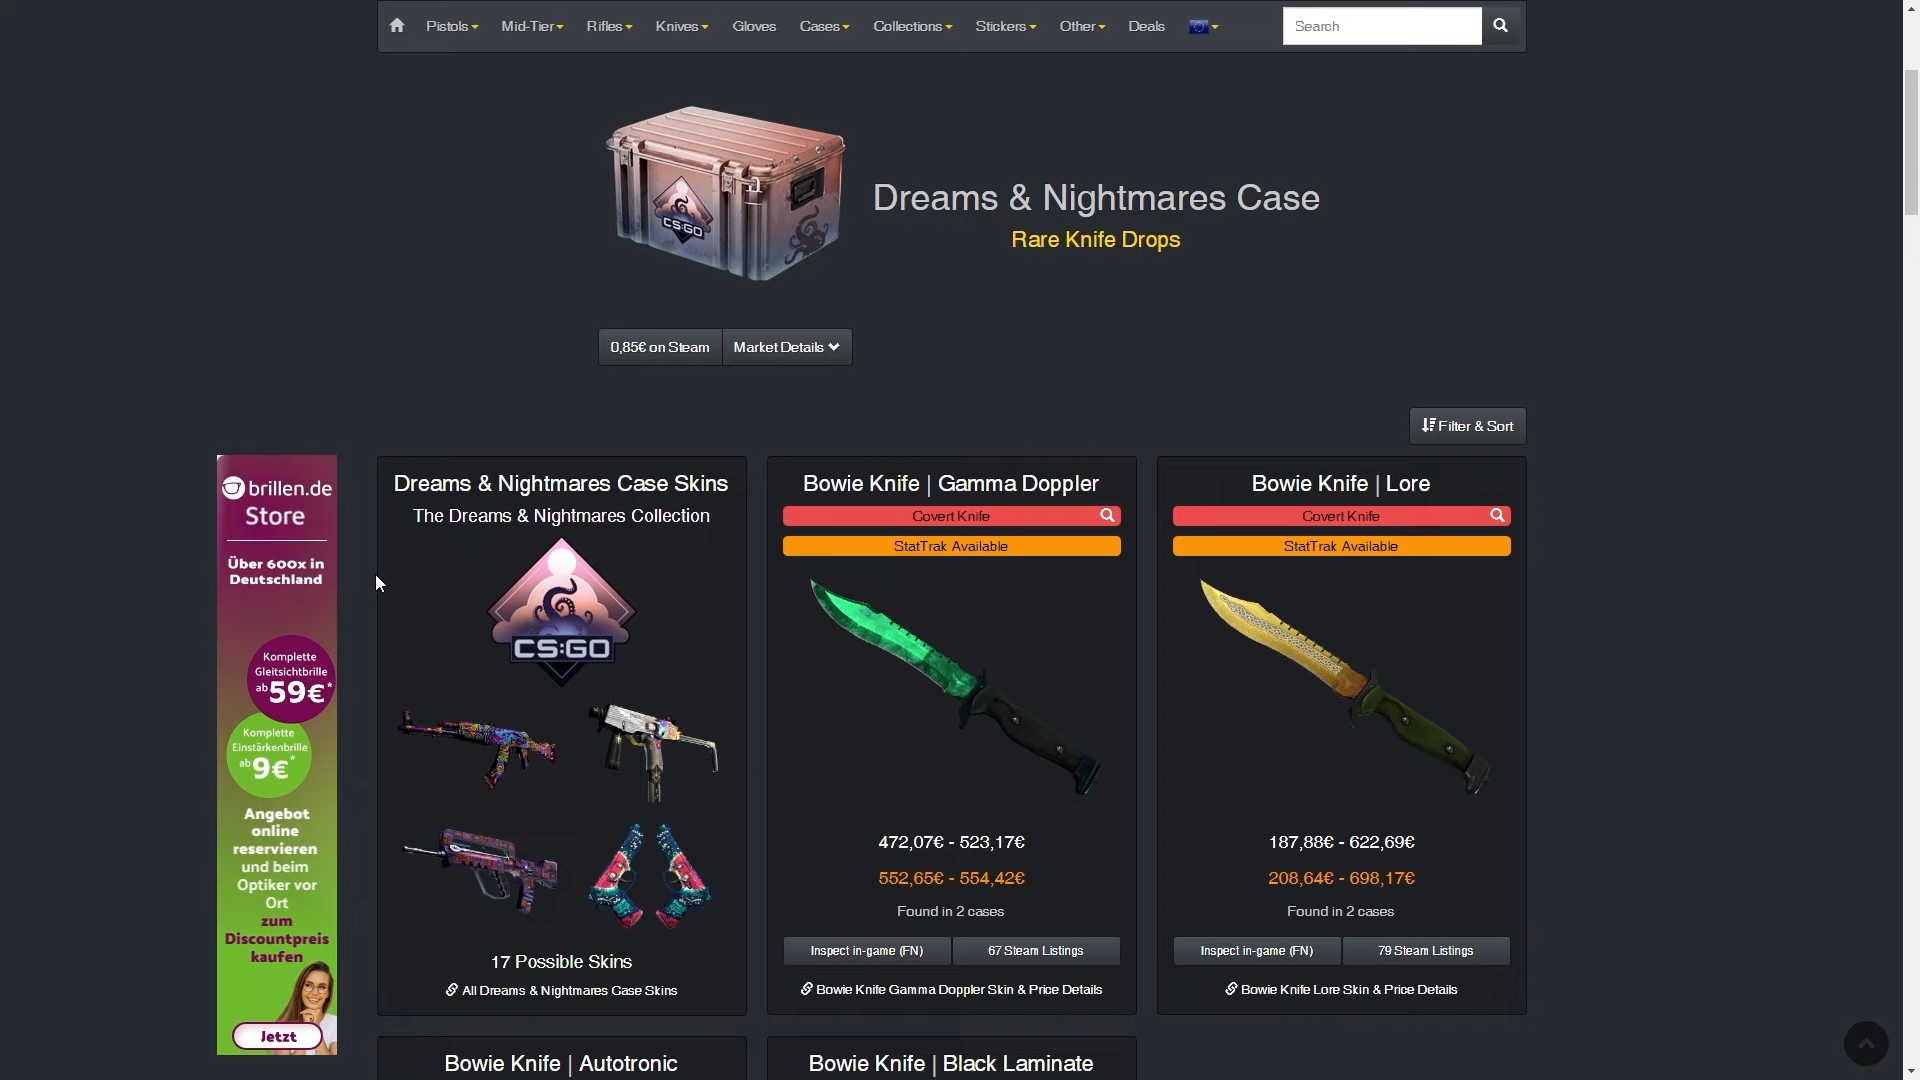 Pistols Mid-Tier Rifles Knives Gloves Cases Collections Stickers Other Deals Search
CS:GO
Dreams & Nightmares Case
Rare Knife Drops
0,85€ on Steam Market Details
Filter & Sort
brillen.de
Store
Über 600x in
Deutschland
Komplette
Gleitsichtbrille
ab 59€*
Komplette
Einstärkenbrille
ab 9€*
Angebot
online
reservieren
und beim
Optiker vor
Ort
zum
Discountpreis
kaufen
Jetzt
Dreams & Nightmares Case Skins
The Dreams & Nightmares Collection
CS:GO
17 Possible Skins
All Dreams & Nightmares Case Skins
Bowie Knife | Gamma Doppler
Covert Knife
StatTrak Available
472,07€ - 523,17€
552,65€ - 554,42€
Found in 2 cases
Inspect in-game (FN) 67 Steam Listings
Bowie Knife Gamma Doppler Skin & Price Details
Bowie Knife | Lore
Covert Knife
StatTrak Available
187,88€ - 622,69€
208,64€ - 698,17€
Found in 2 cases
Inspect in-game (FN) 79 Steam Listings
Bowie Knife Lore Skin & Price Details
Bowie Knife | Autotronic
Bowie Knife | Black Laminate